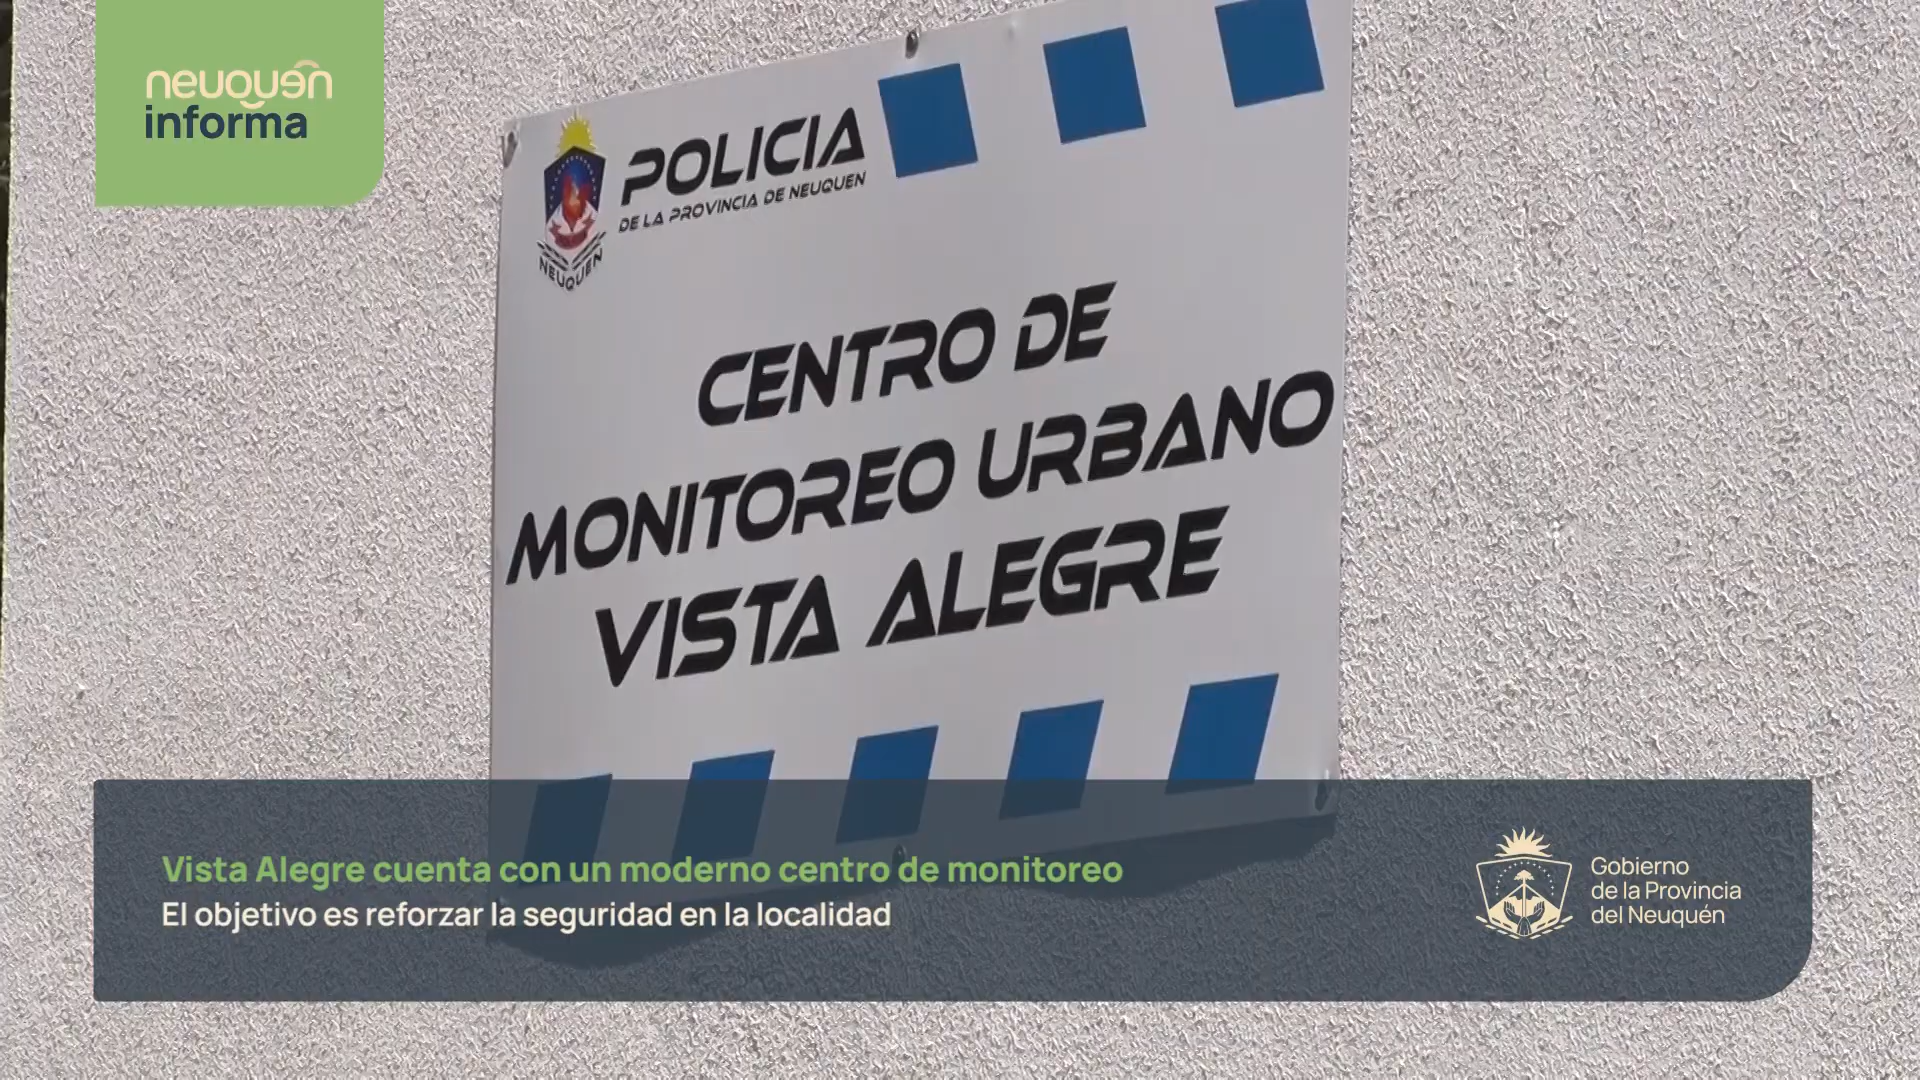 neuquén
informa
POLICIA
DE LA PROVINCIA DE NEUQUEN
NEUQUEN
CENTRO DE
MONITOREO URBANO
VISTA ALEGRE
Vista Alegre cuenta con un moderno centro de monitoreo
El objetivo es reforzar la seguridad en la localidad
Gobierno
de la Provincia
del Neuquén